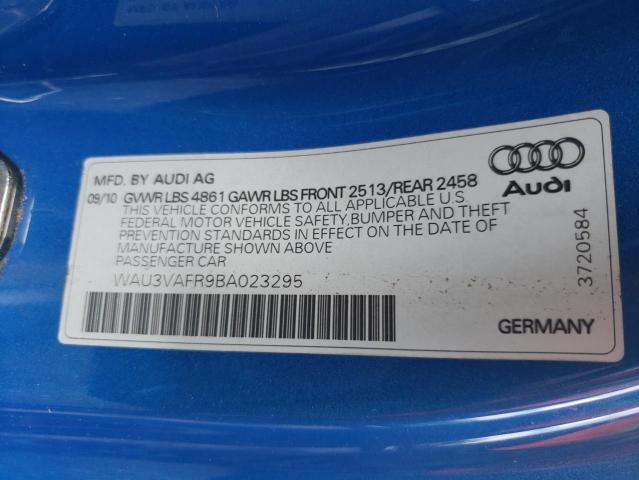 MFD. BY AUDI AG
09/10 GVWR LBS 4861 GAWR LBS FRONT 2513/REAR 2458
THIS VEHICLE CONFORMS TO ALL APPLICABLE U.S.
FEDERAL MOTOR VEHICLE SAFETY,BUMPER AND THEFT
PREVENTION STANDARDS IN EFFECT ON THE DATE OF
MANUFACTURE SHOWN ABOVE
PASSENGER CAR
WAU3VAFR9BA023295
Audi
3720584
GERMANY